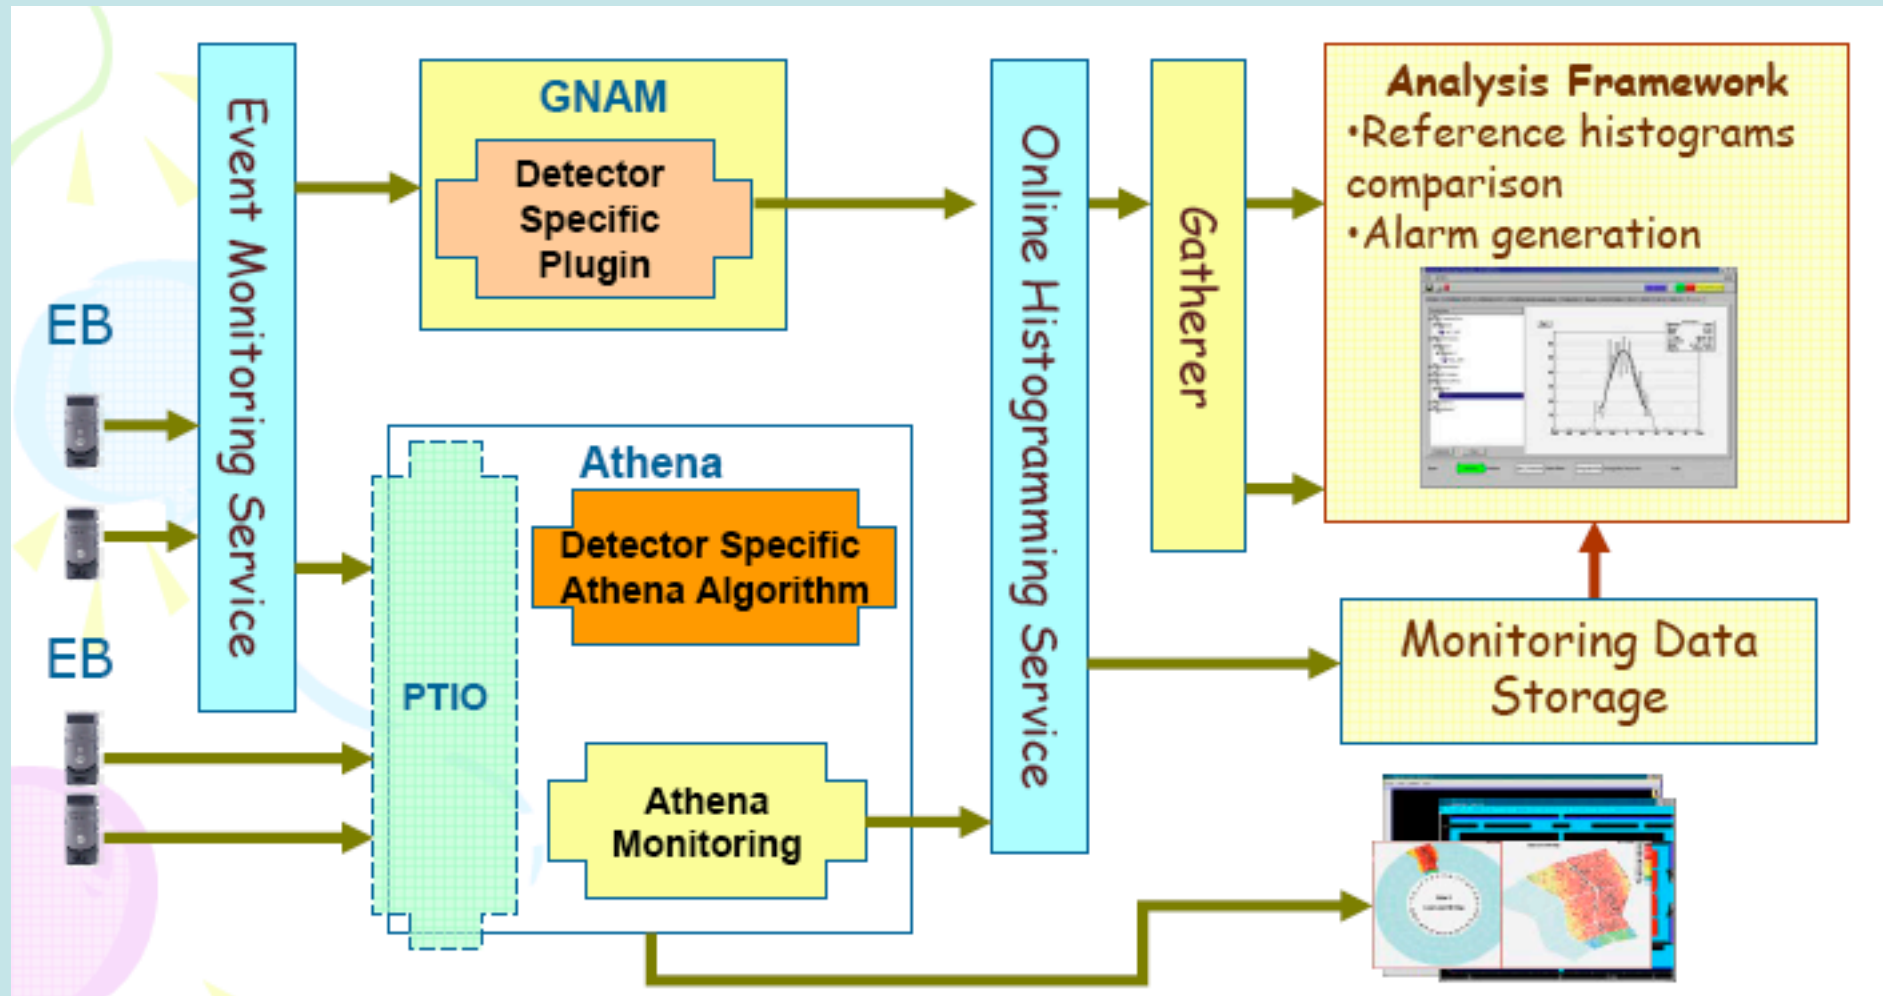 EB
EB
Event Monitoring Service
GNAM
Detector
Specific
Plugin
Athena
PTIO
Detector Specific
Athena Algorithm
Athena
Monitoring
Online Histogramming Service
Gatherer
Analysis Framework
•Reference histograms
comparison
•Alarm generation
Monitoring Data
Storage